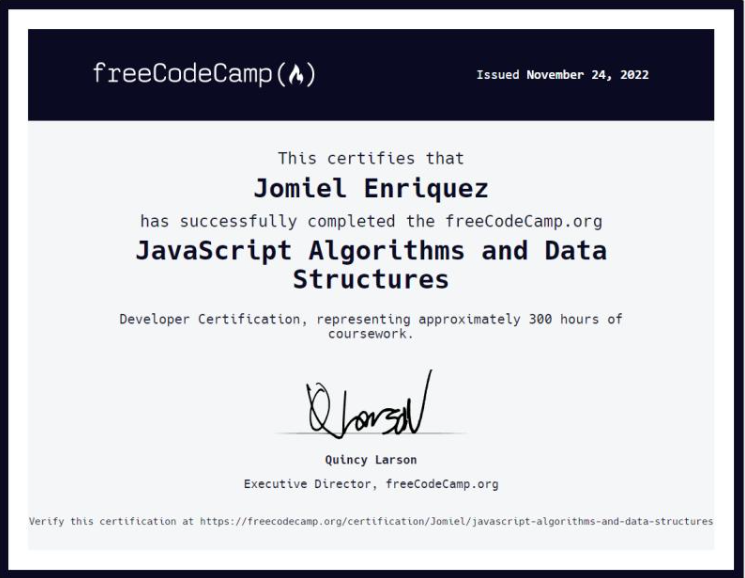 freeCodeCamp
Issued November 24, 2022
This certifies that
Jomiel Enriquez
has successfully completed the freeCodeCamp.org
JavaScript Algorithms and Data
Structures
Developer Certification, representing approximately 300 hours of
coursework.
Q Larson
Quincy Larson
Executive Director, freeCodeCamp.org
Verify this certification at https://freecodecamp.org/certification/Jomiel/javascript-algorithms-and-data-structures